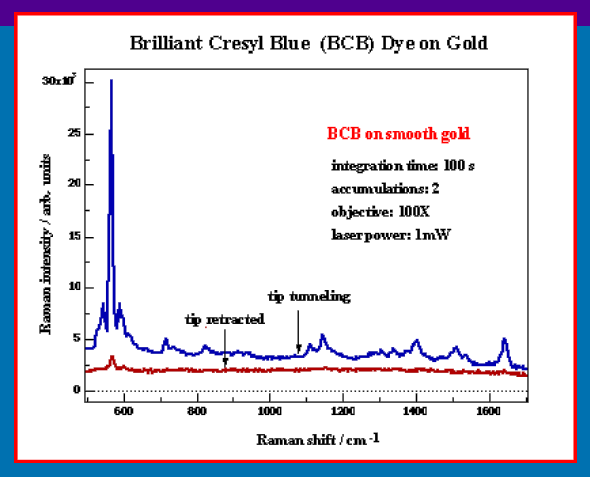 Brilliant Cresyl Blue (BCB) Dye on Gold
30x10³
25
20
15
10
5
0
Raman intensity / arb. units
BCB on smooth gold
integration time: 100 s
accumulations: 2
objective: 100X
laser power: 1mW
tip tunneling
tip retracted
600
800
1000
1200
1400
1600
Raman shift / cm⁻¹